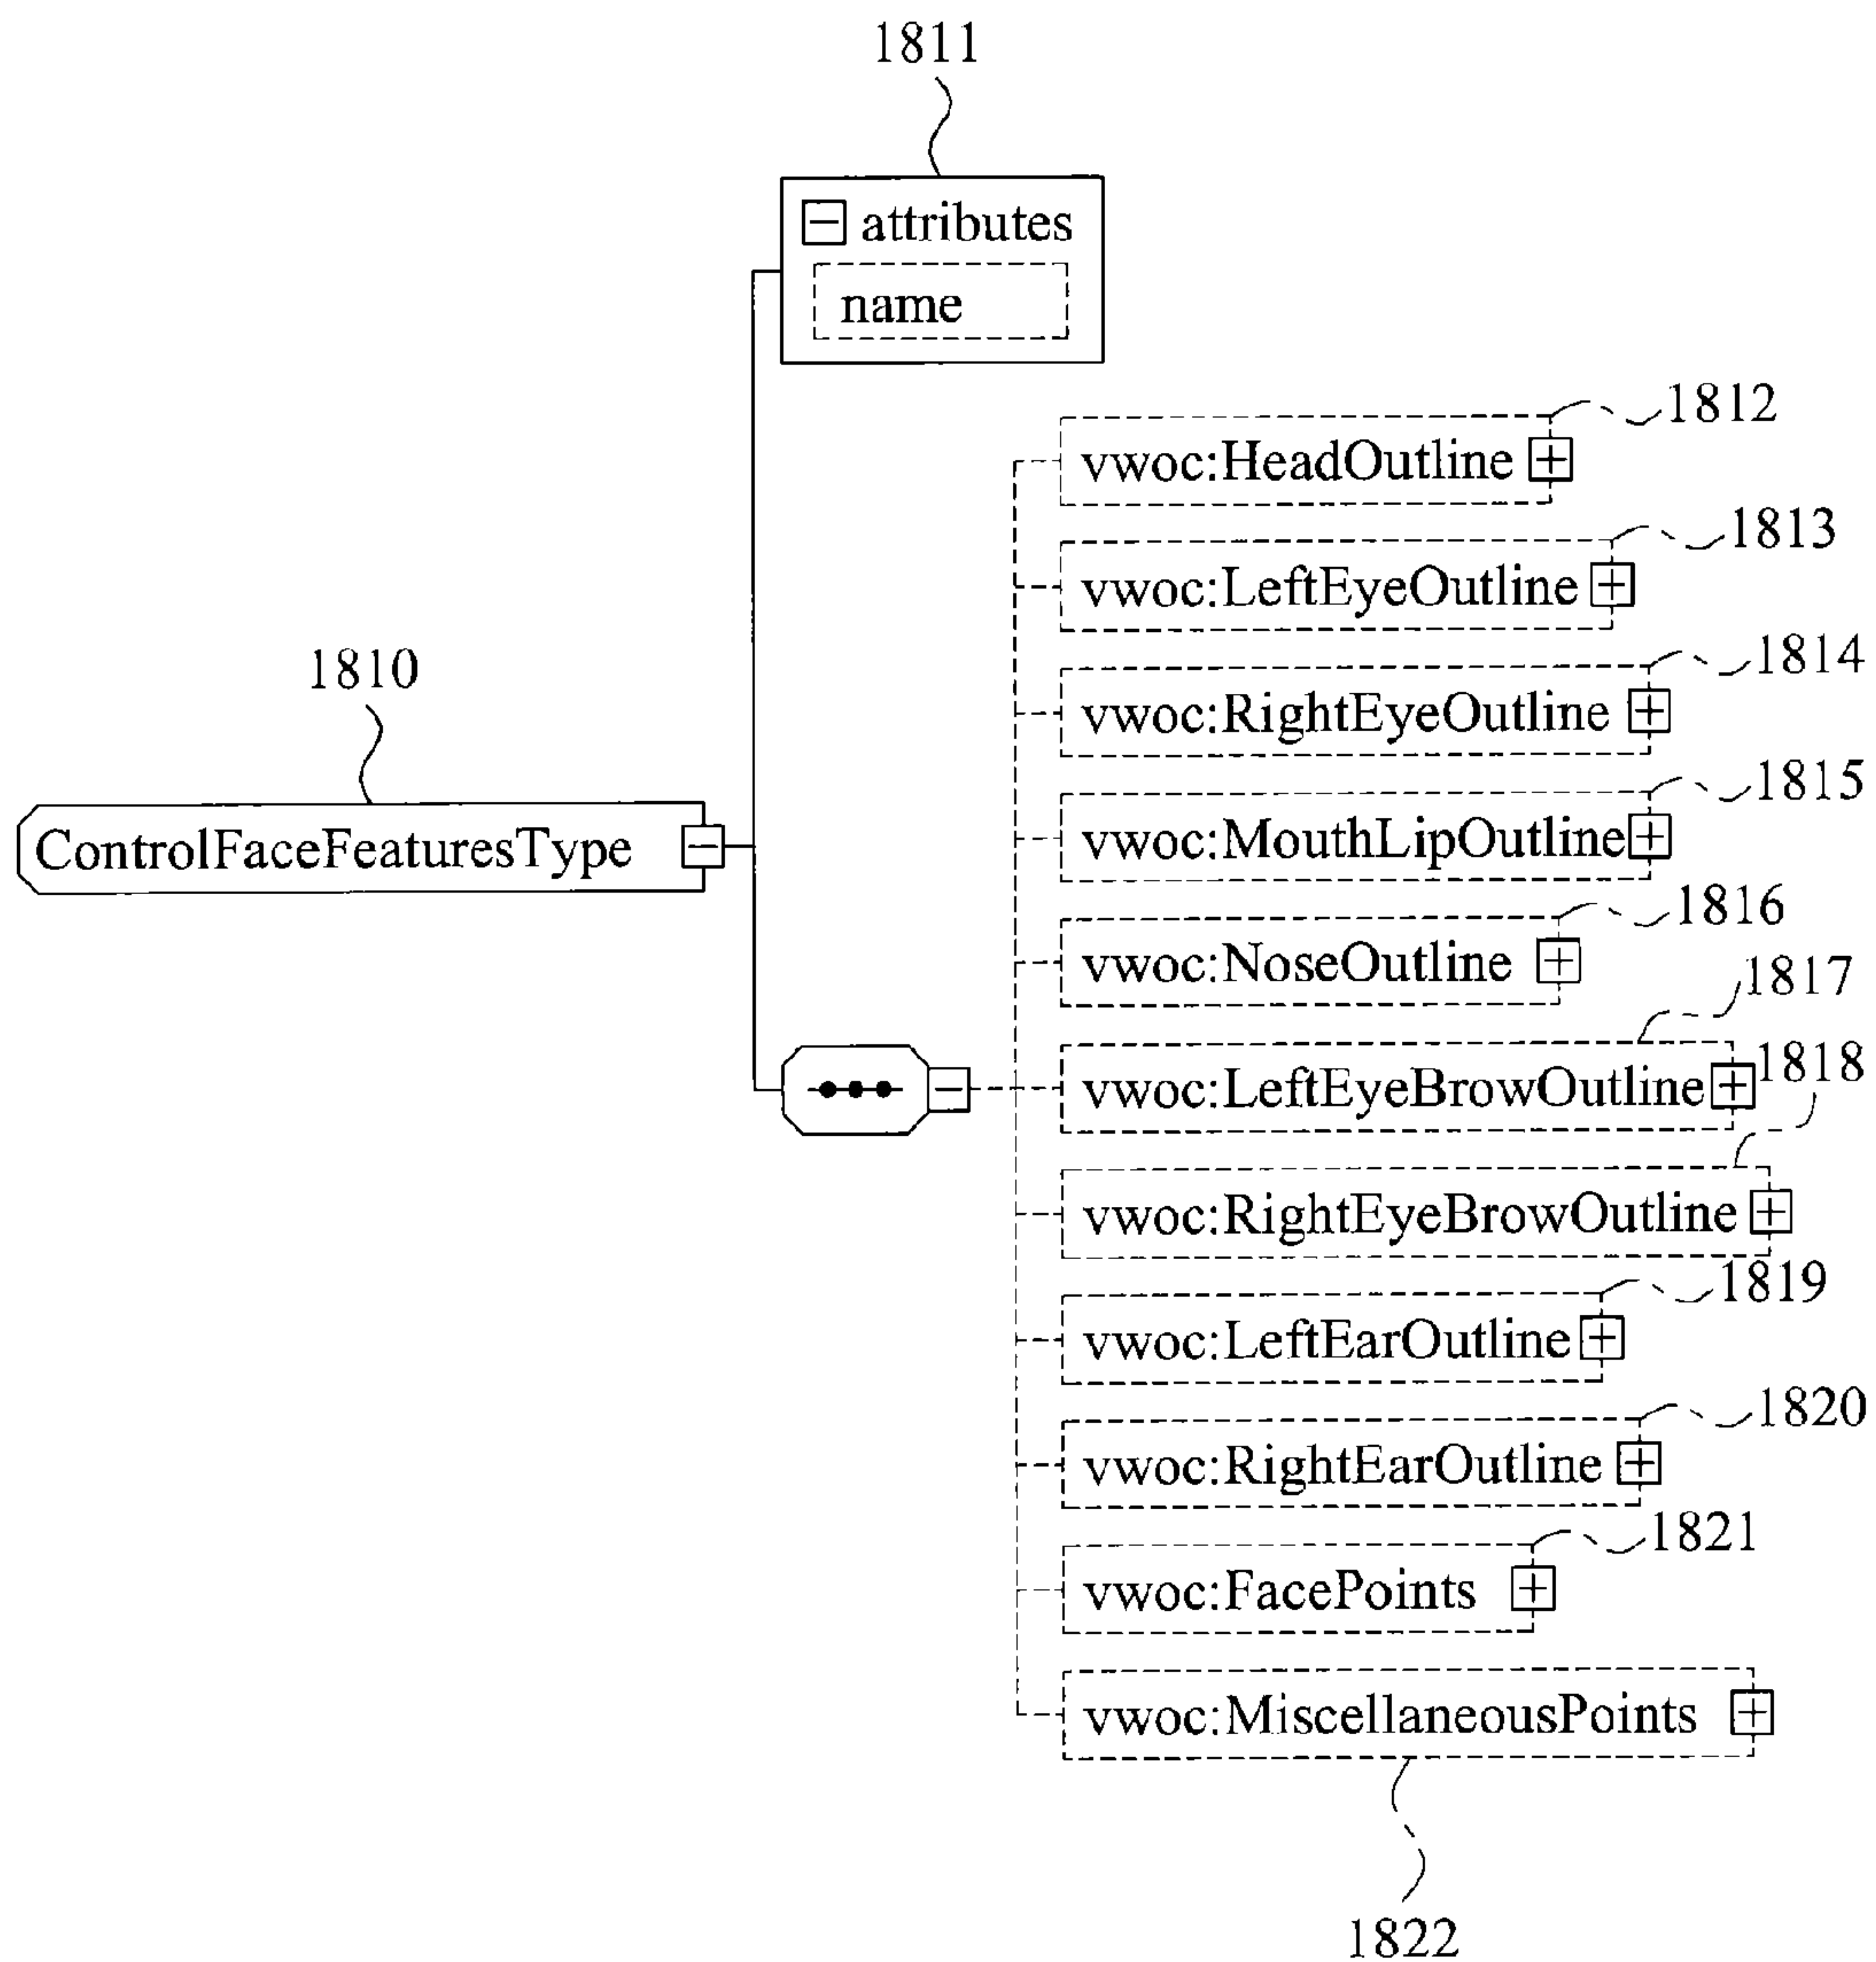 1811
attributes
name
1812
vwoc:HeadOutline
1813
vwoc:LeftEyeOutline
1814
vwoc:RightEyeOutline
1810
1815
ControlFaceFeaturesType
vwoc:MouthLipOutline
1816
vwoc:NoseOutline
1817
vwoc:LeftEyeBrowOutline
1818
vwoc:RightEyeBrowOutline
1819
vwoc:LeftEarOutline
1820
vwoc:RightEarOutline
1821
vwoc:FacePoints
vwoc:MiscellaneousPoints
1822